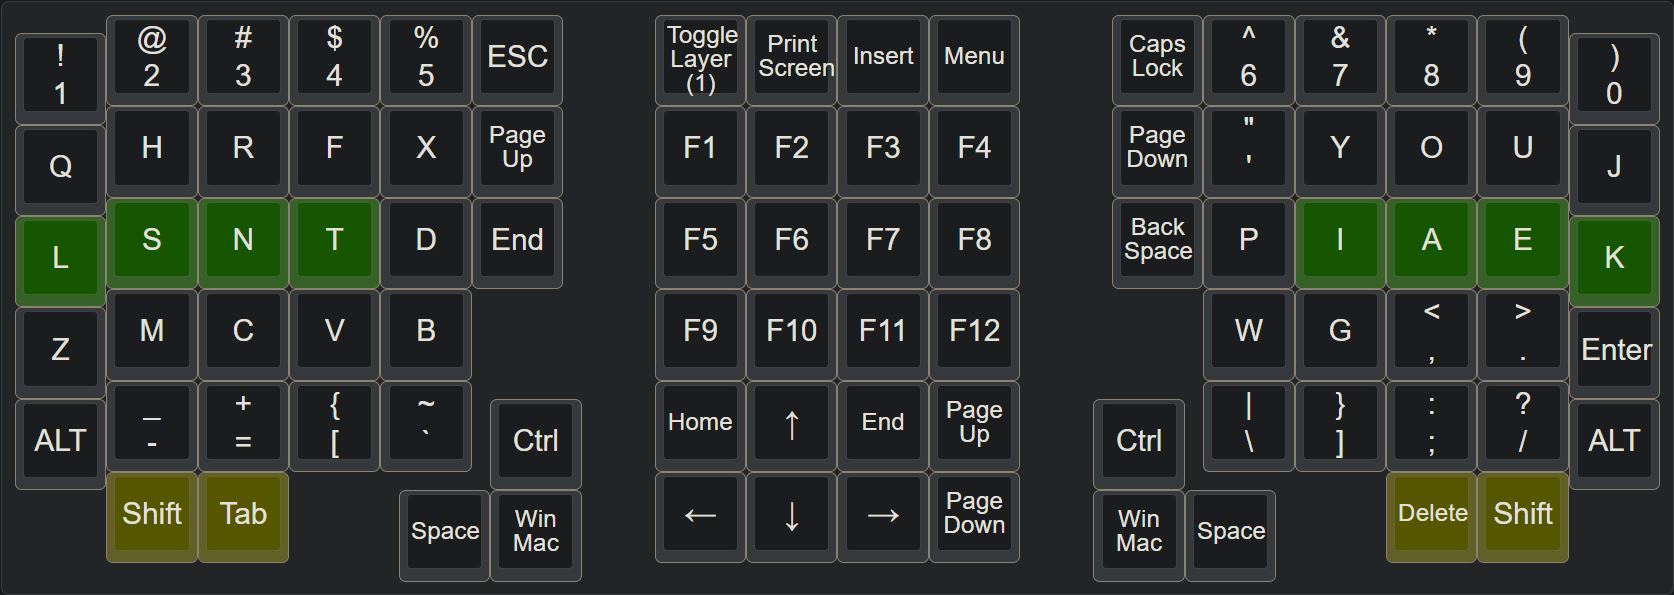 ! 1
@ 2
# 3
$ 4
% 5
ESC
Toggle
Layer
(1)
Print
Screen
Insert
Menu
Caps
Lock
^ 6
& 7
* 8
( 9
) 0
Q
H
R
F
X
Page
Up
F1
F2
F3
F4
Page
Down
" '
Y
O
U
J
L
S
N
T
D
End
F5
F6
F7
F8
Back
Space
P
I
A
E
K
Z
M
C
V
B
F9
F10
F11
F12
W
G
< ,
> .
Enter
ALT
_ -
+ =
{ [
~ `
Ctrl
Home
↑
End
Page
Up
Ctrl
| \
} ]
: ;
? /
ALT
Shift
Tab
Space
Win
Mac
←
↓
→
Page
Down
Win
Mac
Space
Delete
Shift